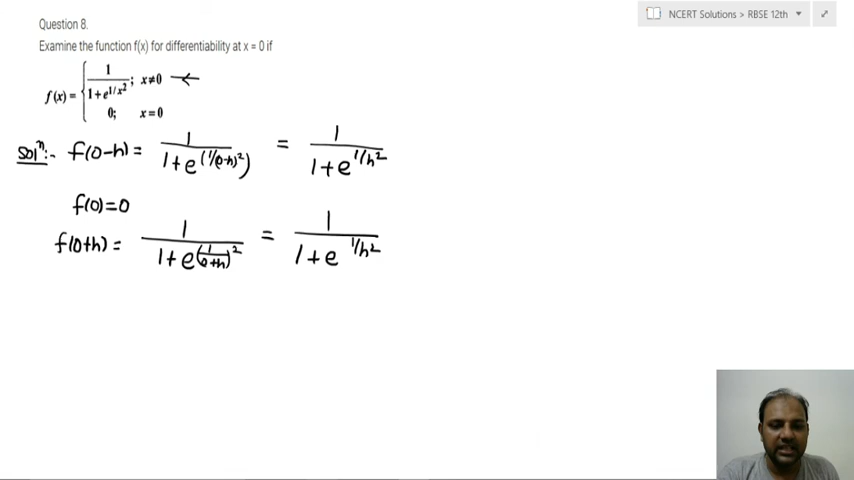 Question 8.
NCERT Solutions > RBSE 12th
Examine the function f(x) for differentiability at x = 0 if
f(x) = { 1/(1+e^(1/x²)); x≠0 ←
0; x=0
Solⁿ:- f(0-h) = 1/(1+e^(1/(0-h)²)) = 1/(1+e^(1/h²))
f(0)=0
f(0+h) = 1/(1+e^(1/(0+h))²) = 1/(1+e^(1/h²))